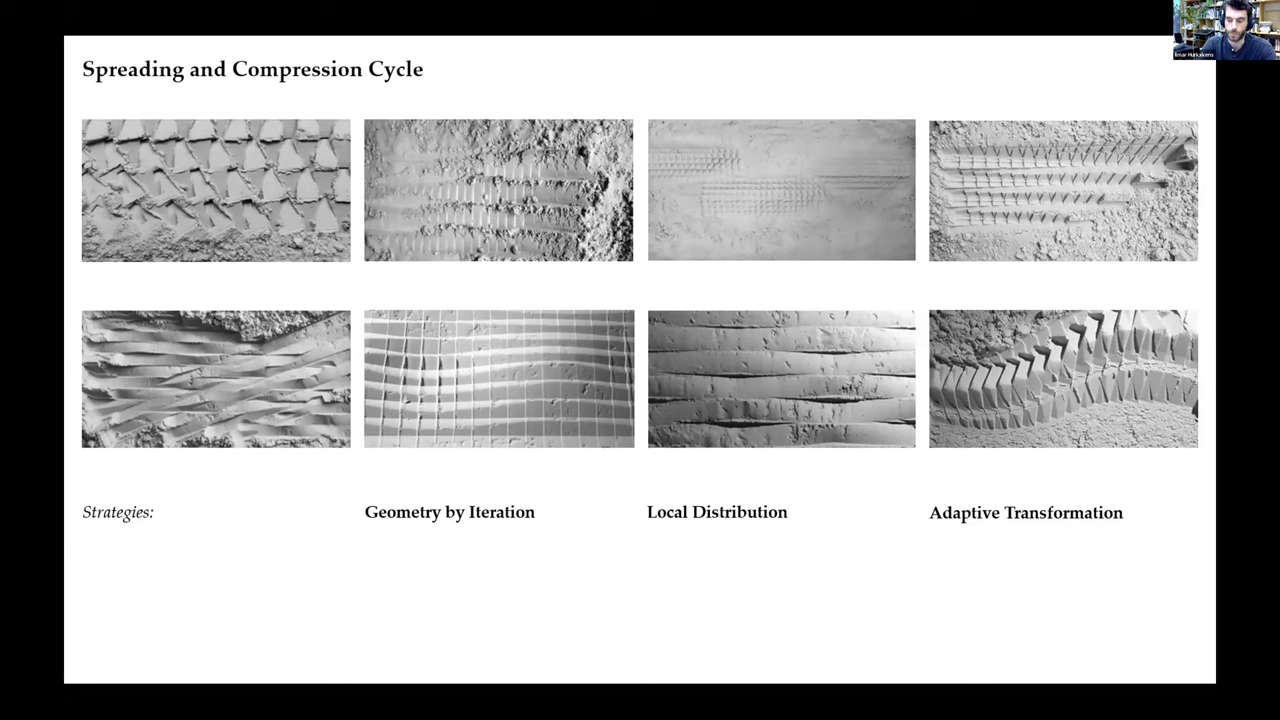 Spreading and Compression Cycle
Strategies:
Geometry by Iteration
Local Distribution
Adaptive Transformation